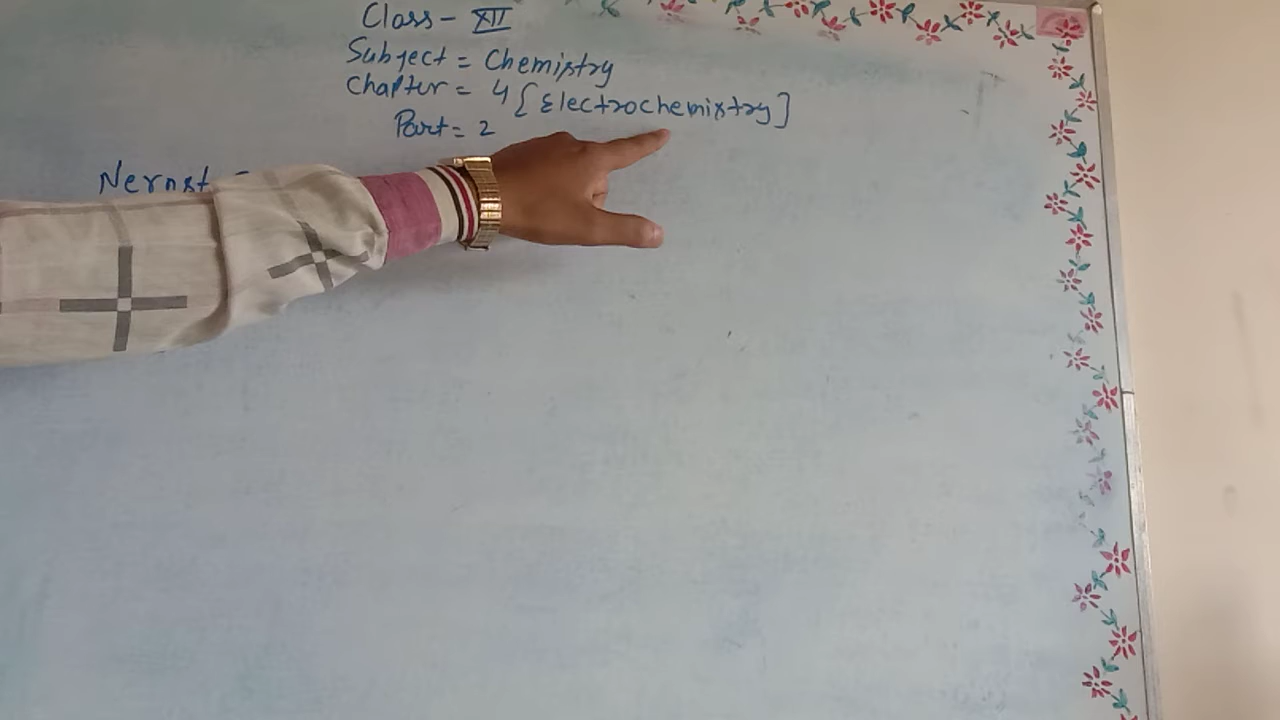 Class - XII
Subject = Chemistry
Chapter = 4 [Electrochemistry]
Part = 2
Nernst